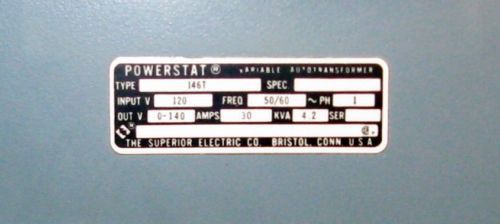 POWERSTAT® VARIABLE AUTOTRANSFORMER
TYPE 146T SPEC.
INPUT V 120 FREQ 50/60 ~ PH 1
OUT V 0-140 AMPS 30 KVA 4.2 SER
THE SUPERIOR ELECTRIC CO. BRISTOL, CONN. U.S.A.